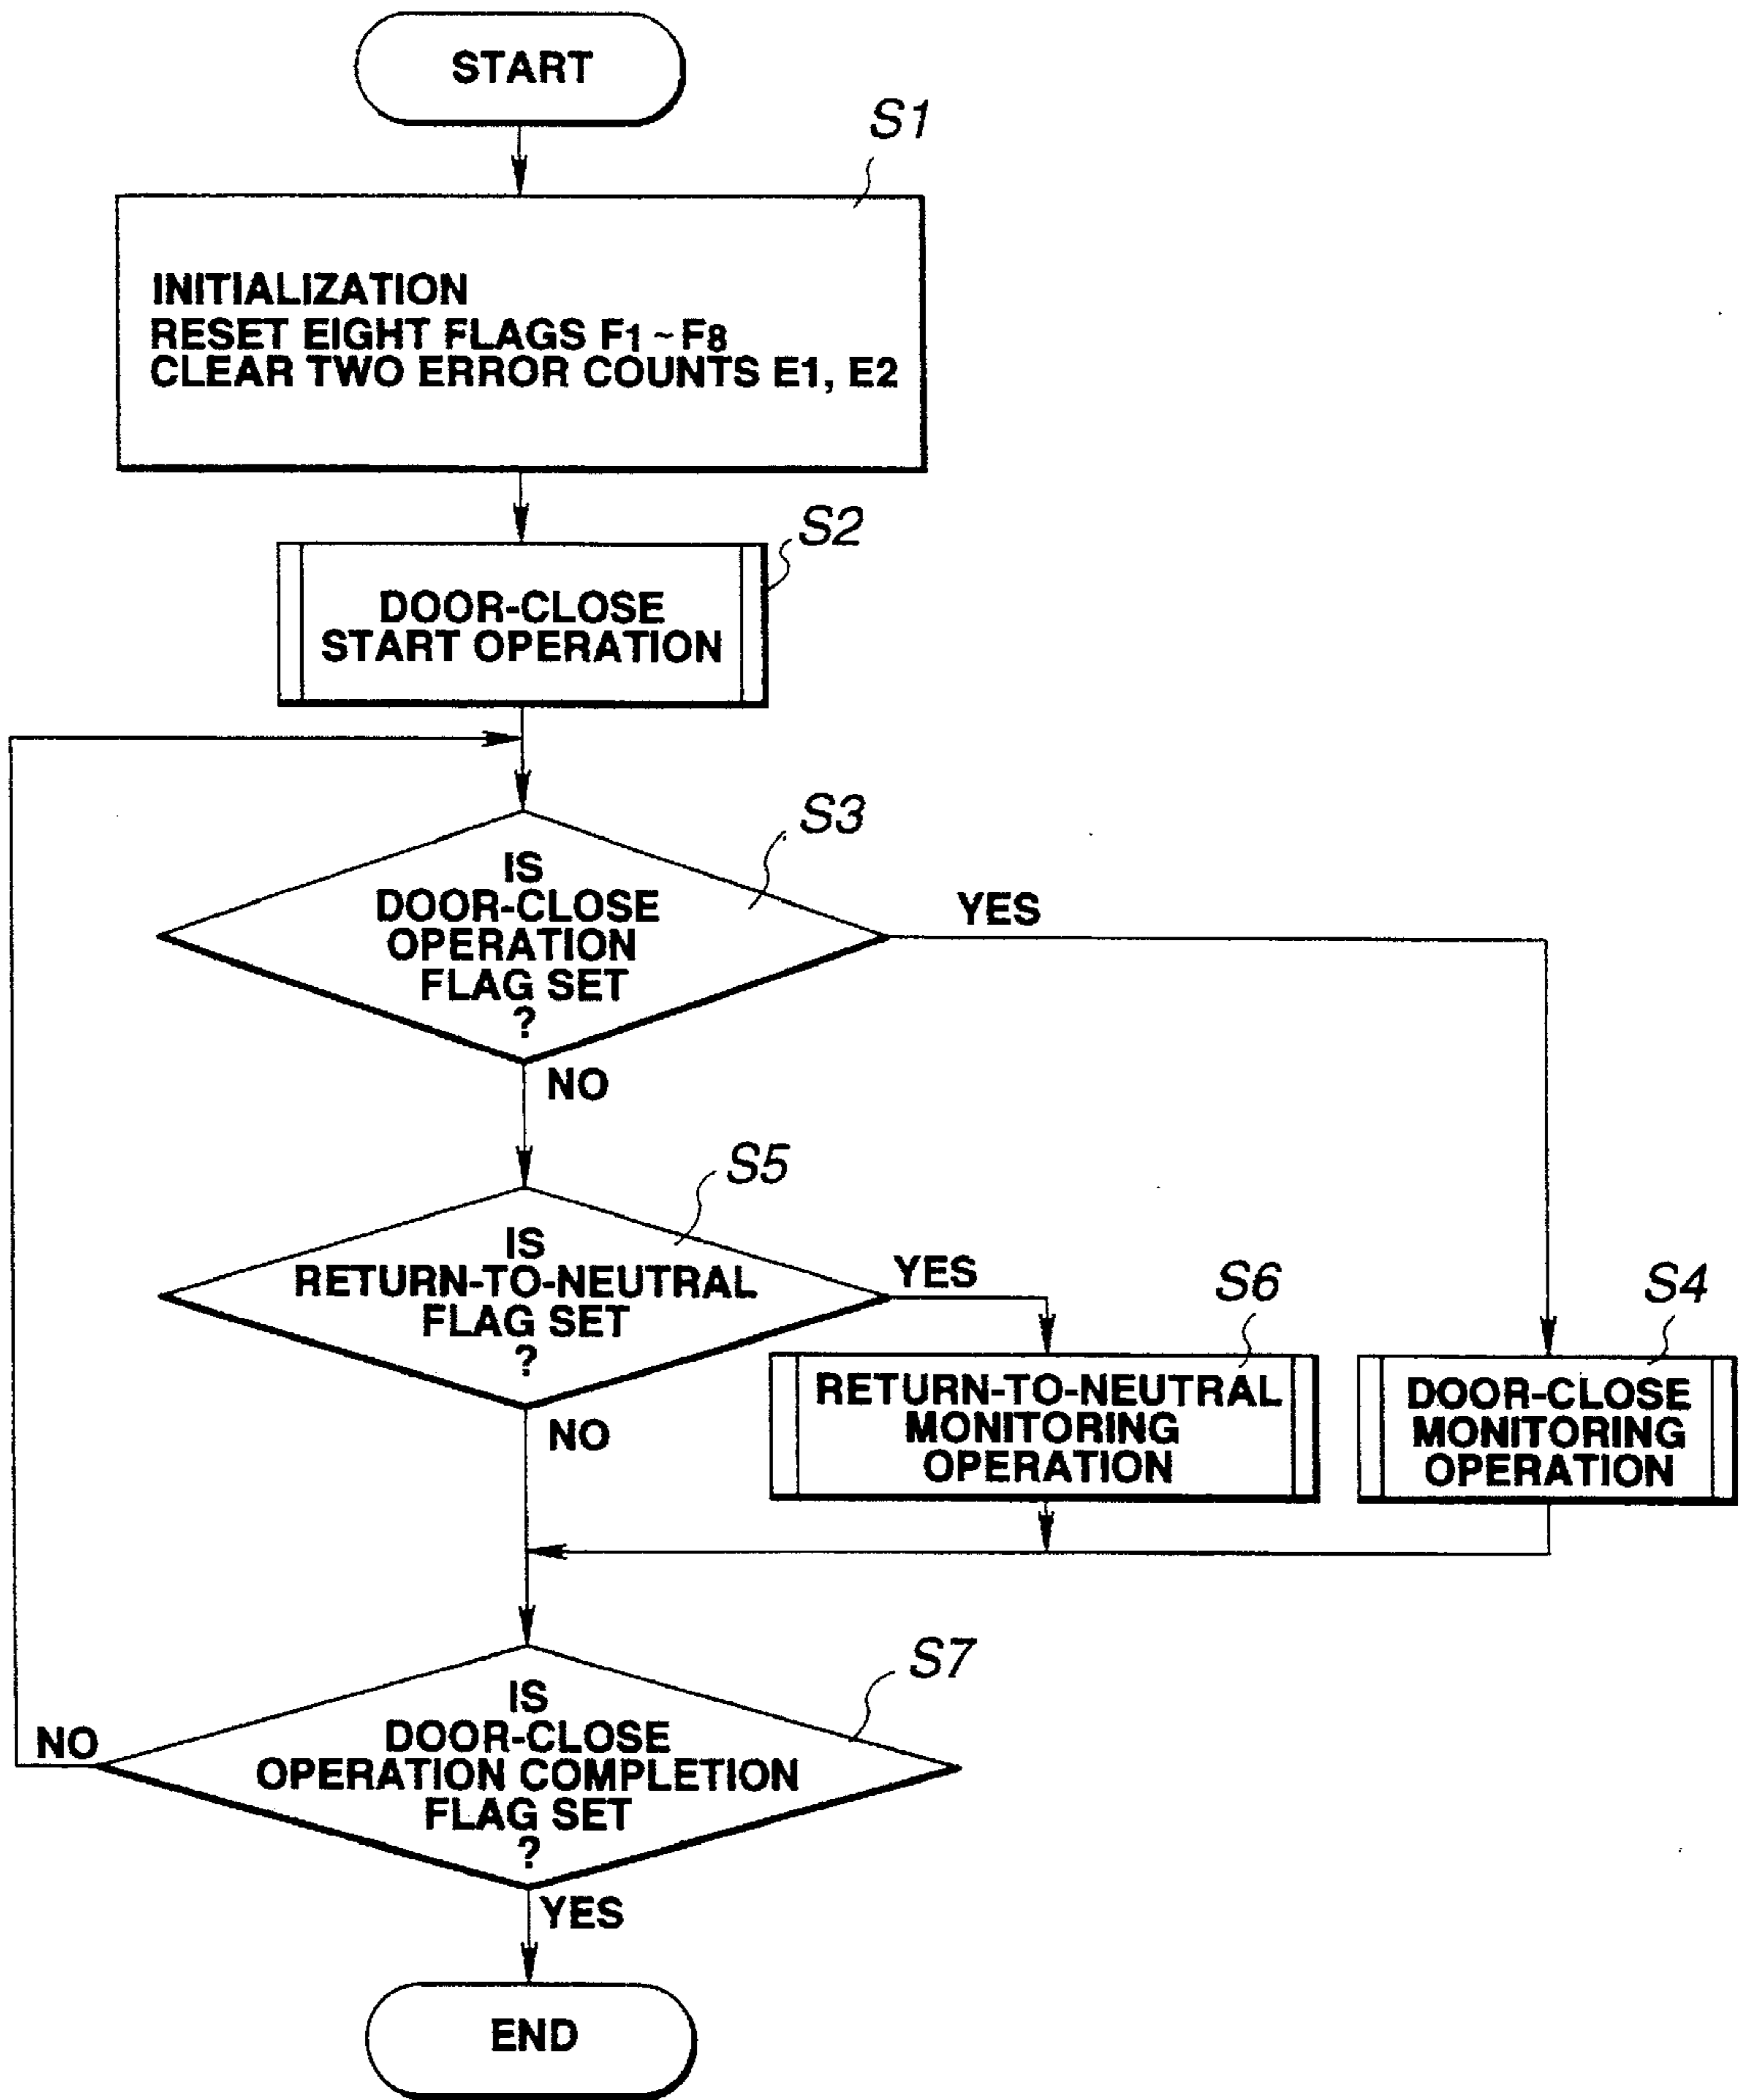 START
S1
INITIALIZATION
RESET EIGHT FLAGS F1 ~ F8
CLEAR TWO ERROR COUNTS E1, E2
S2
DOOR-CLOSE
START OPERATION
S3
IS
DOOR-CLOSE
OPERATION
FLAG SET
?
YES
NO
S5
IS
RETURN-TO-NEUTRAL
FLAG SET
?
YES
NO
S6
RETURN-TO-NEUTRAL
MONITORING
OPERATION
S4
DOOR-CLOSE
MONITORING
OPERATION
S7
IS
DOOR-CLOSE
OPERATION COMPLETION
FLAG SET
?
NO
YES
END